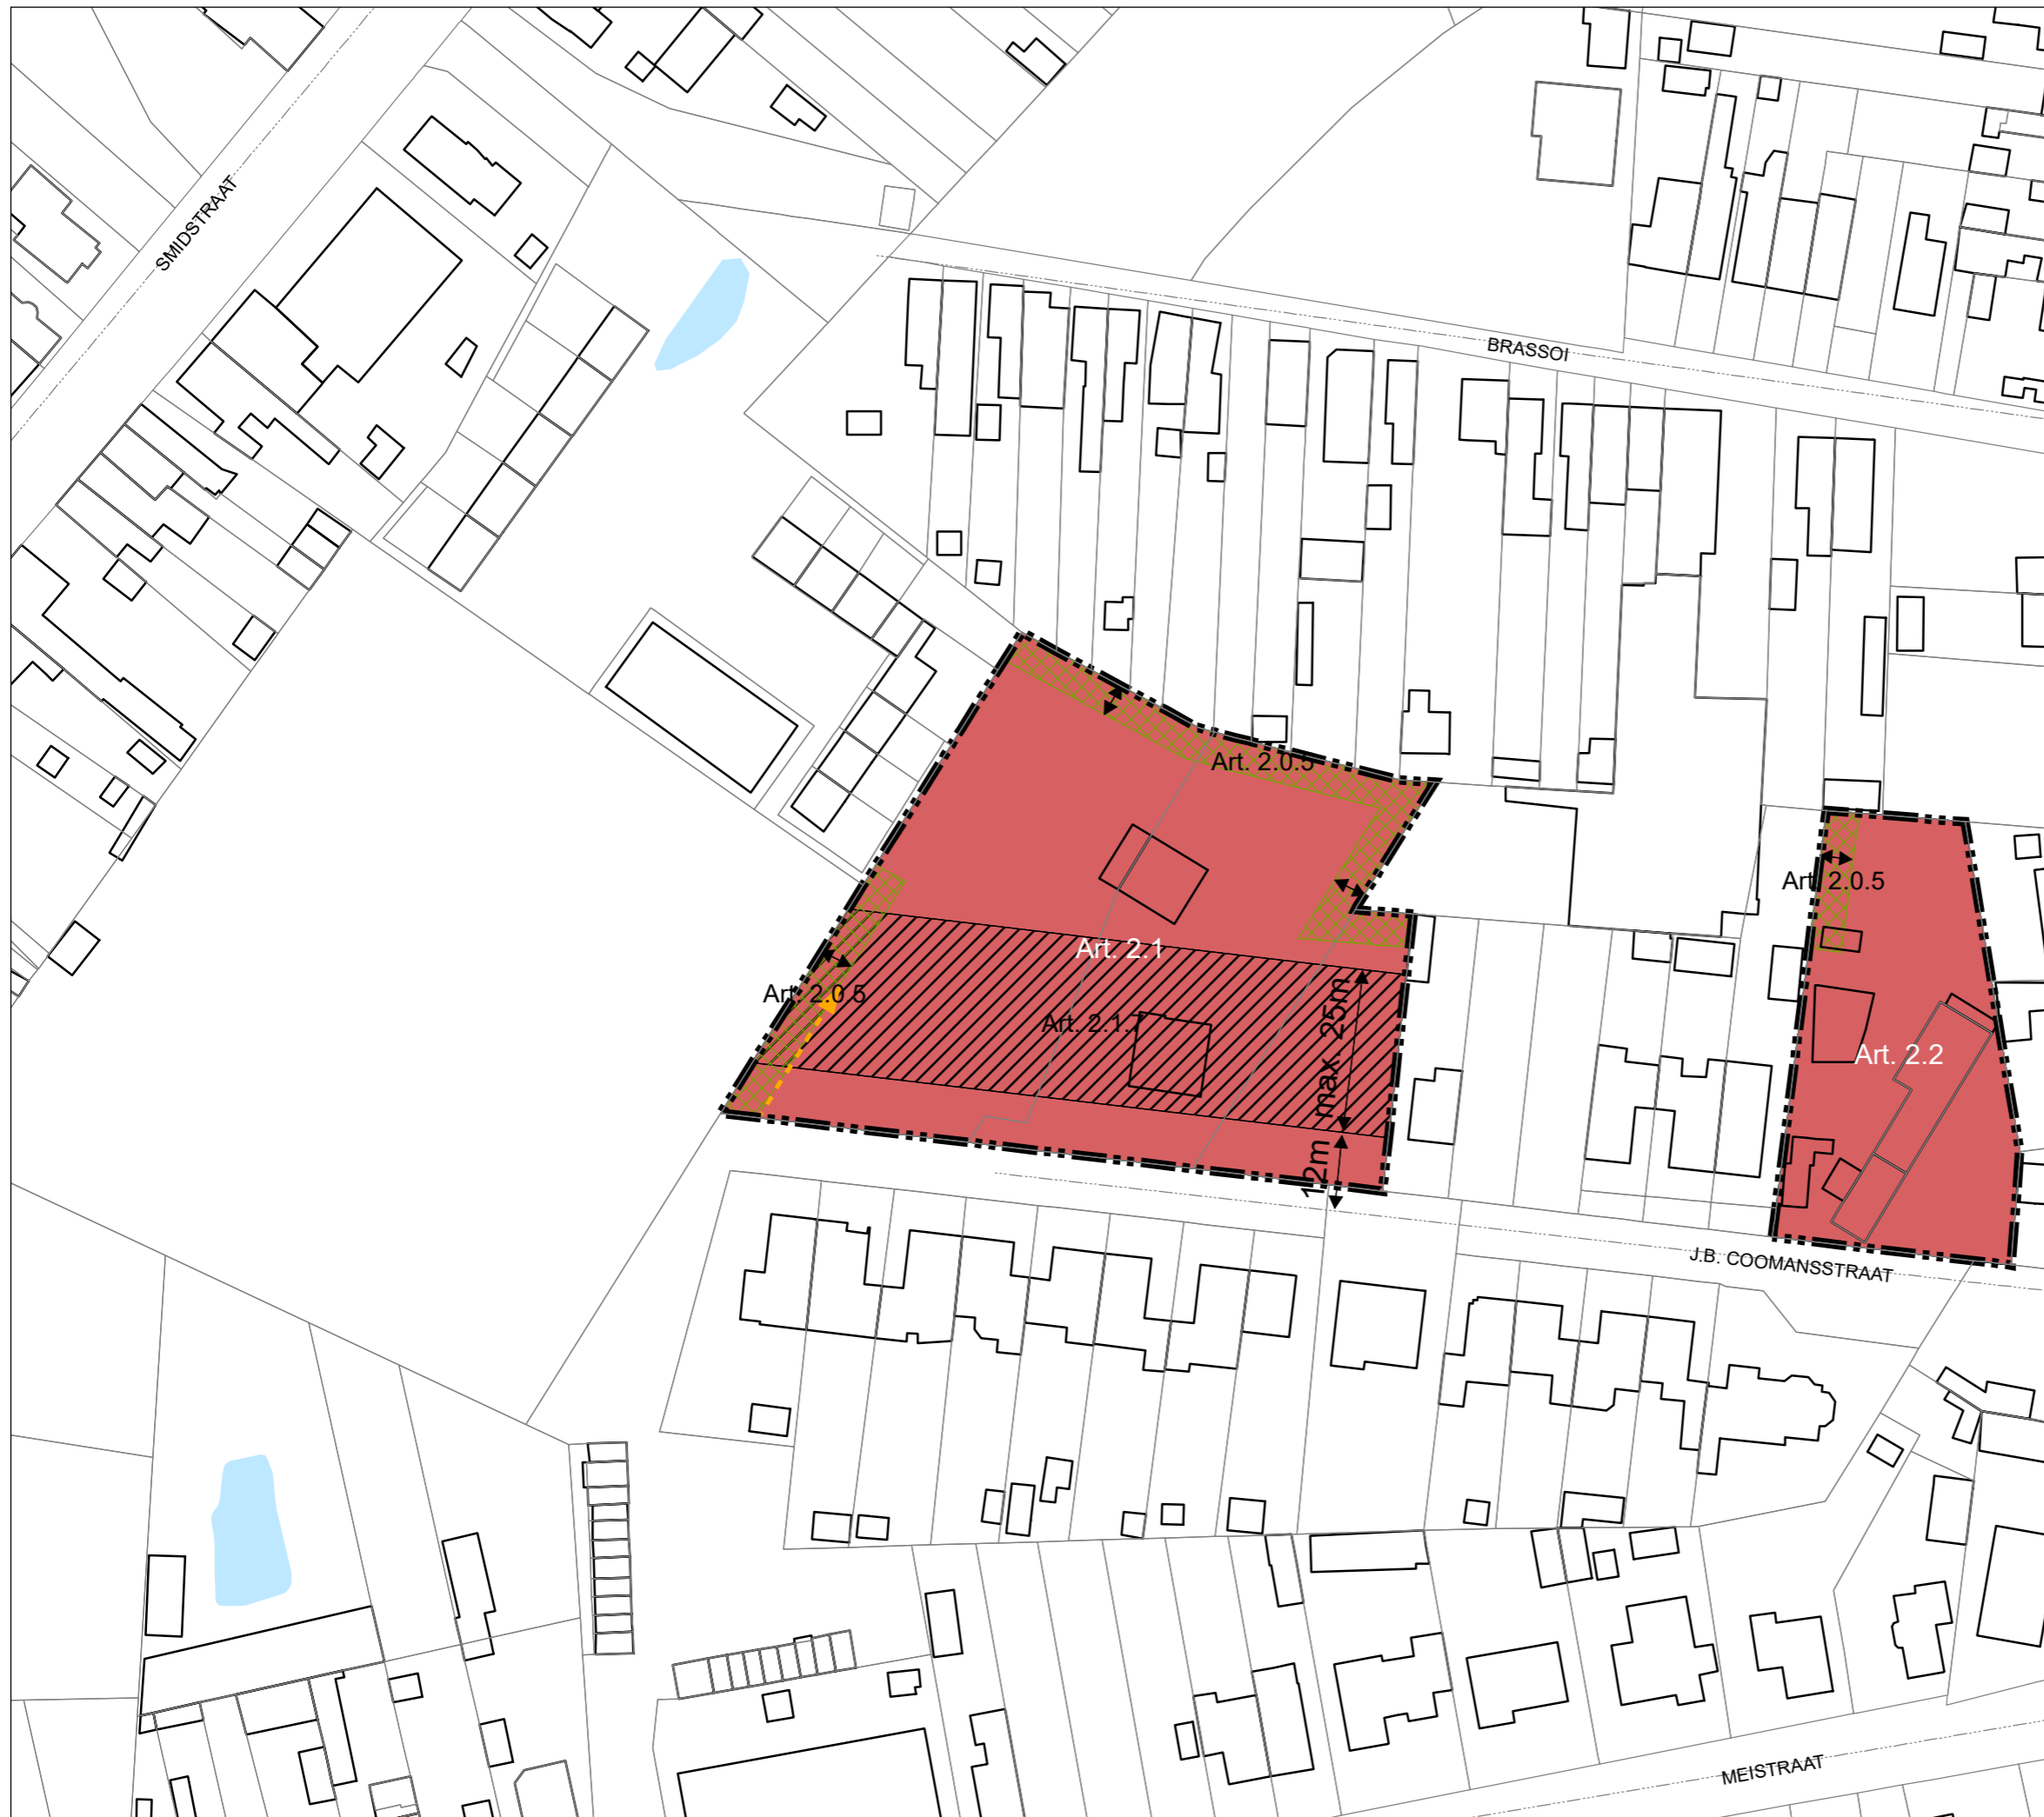 SMIDSTRAAT
BRASSOI
Art. 2.0.5
Art. 2.0.5
Art. 2.1
Art. 2.0.5
Art. 2.1.
max. 25m
Art. 2.2
12m
J.B. COOMANSSTRAAT
MEISTRAAT